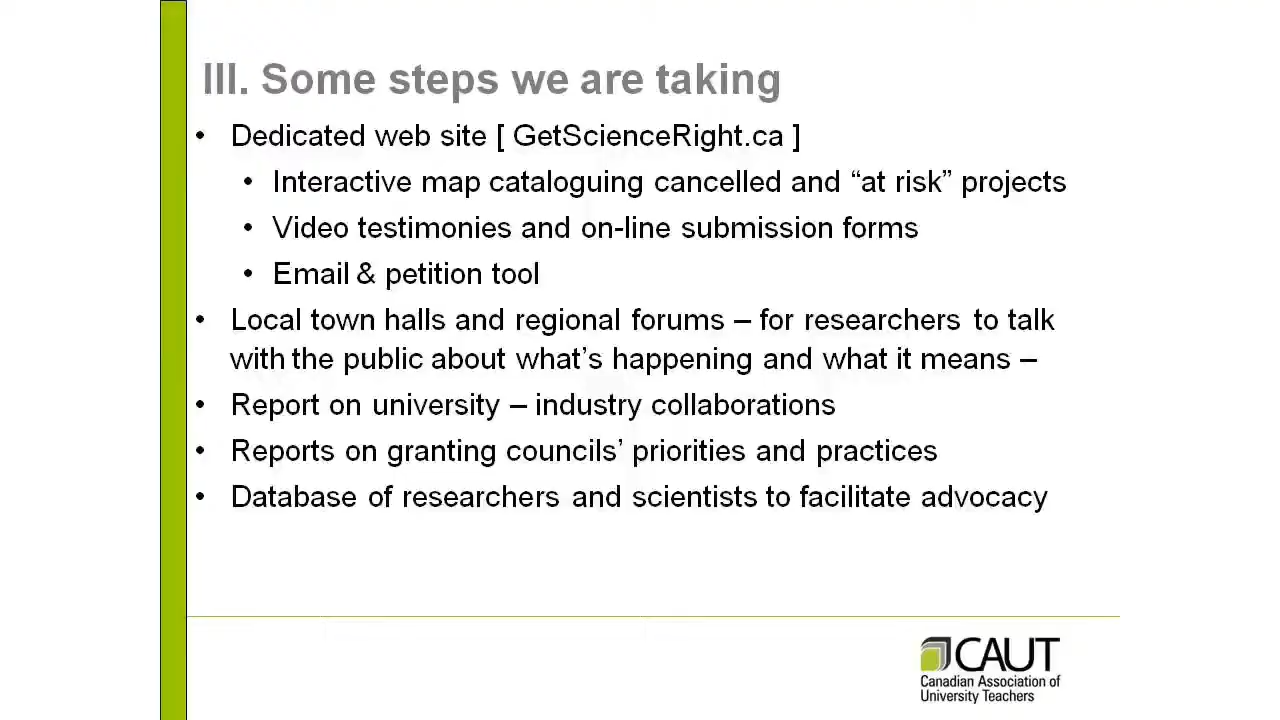 III. Some steps we are taking
• Dedicated web site [ GetScienceRight.ca ]
• Interactive map cataloguing cancelled and “at risk” projects
• Video testimonies and on-line submission forms
• Email & petition tool
• Local town halls and regional forums – for researchers to talk
with the public about what’s happening and what it means –
• Report on university – industry collaborations
• Reports on granting councils’ priorities and practices
• Database of researchers and scientists to facilitate advocacy
CAUT
Canadian Association of
University Teachers